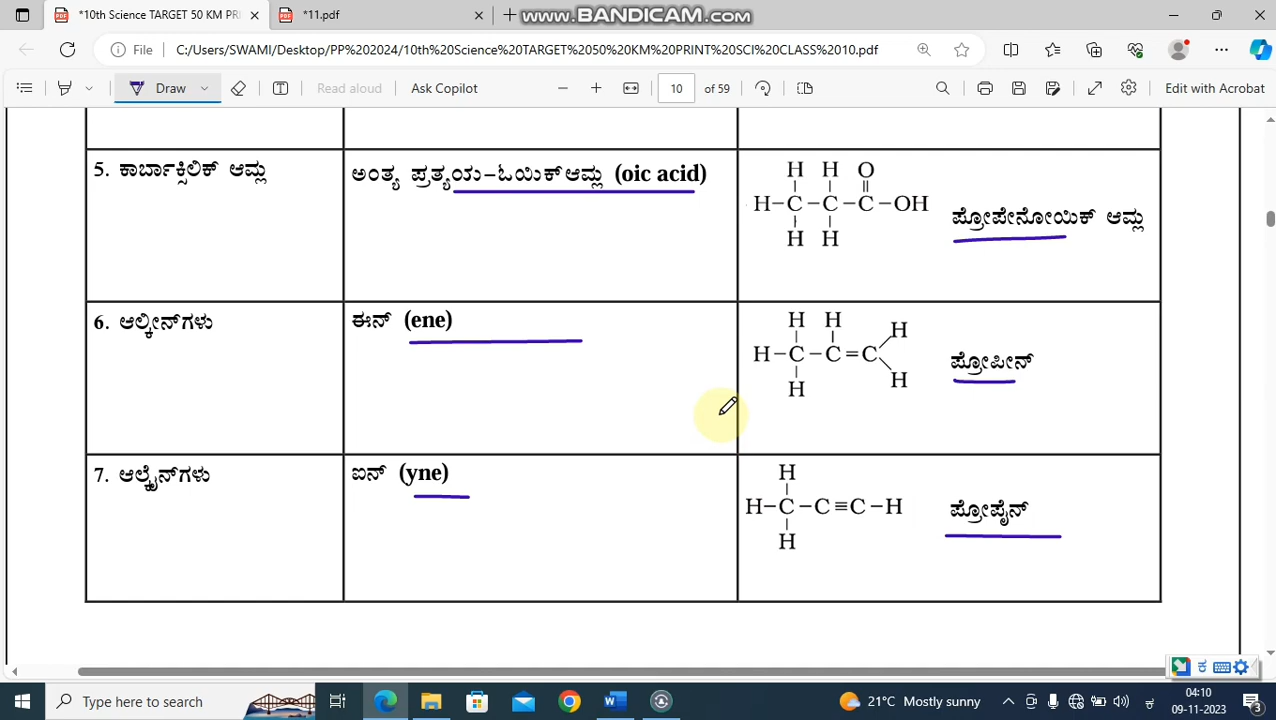 *10th Science TARGET 50 KM PRI
*11.pdf
www.BANDICAM.com
File
C:/Users/SWAMI/Desktop/PP%202024/10th%20Science%20TARGET%2050%20KM%20PRINT%20SCI%20CLASS%2010.pdf
Draw
Read aloud
Ask Copilot
10 of 59
Edit with Acrobat
5. ಕಾರ್ಬಾಕ್ಸಿಲಿಕ್ ಆಮ್ಲ
ಅಂತ್ಯ ಪ್ರತ್ಯಯ-ಓಯಿಕ್ಆಮ್ಲ (oic acid)
H H O
H-C-C-C-OH
H H
ಪ್ರೋಪೇನೋಯಿಕ್ ಆಮ್ಲ
6. ಆಲ್ಕೀನ್‌ಗಳು
ಈನ್ (ene)
H H H
H-C-C=C
H H
ಪ್ರೋಪೀನ್
7. ಆಲ್ಕೈನ್‌ಗಳು
ಐನ್ (yne)
H
H-C-C≡C-H
H
ಪ್ರೋಪೈನ್
ಕ
Type here to search
21°C Mostly sunny
04:10
09-11-2023
3